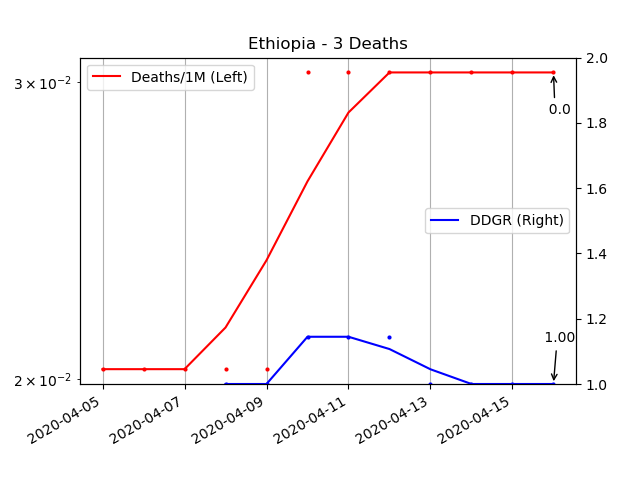 Ethiopia - 3 Deaths
Deaths/1M (Left)
DDGR (Right)
3 × 10⁻²
2 × 10⁻²
2.0
1.8
1.6
1.4
1.2
1.0
0.0
1.00
2020-04-05
2020-04-07
2020-04-09
2020-04-11
2020-04-13
2020-04-15